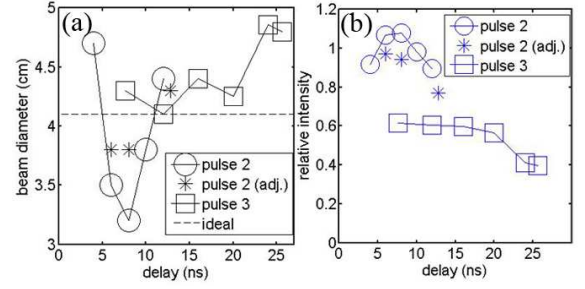 (a)
beam diameter (cm)
5
4.5
4
3.5
3
0
5
10
15
20
25
delay (ns)
pulse 2
pulse 2 (adj.)
pulse 3
ideal
(b)
relative intensity
1.2
1
0.8
0.6
0.4
0.2
0
0
5
10
15
20
25
delay (ns)
pulse 2
pulse 2 (adj.)
pulse 3